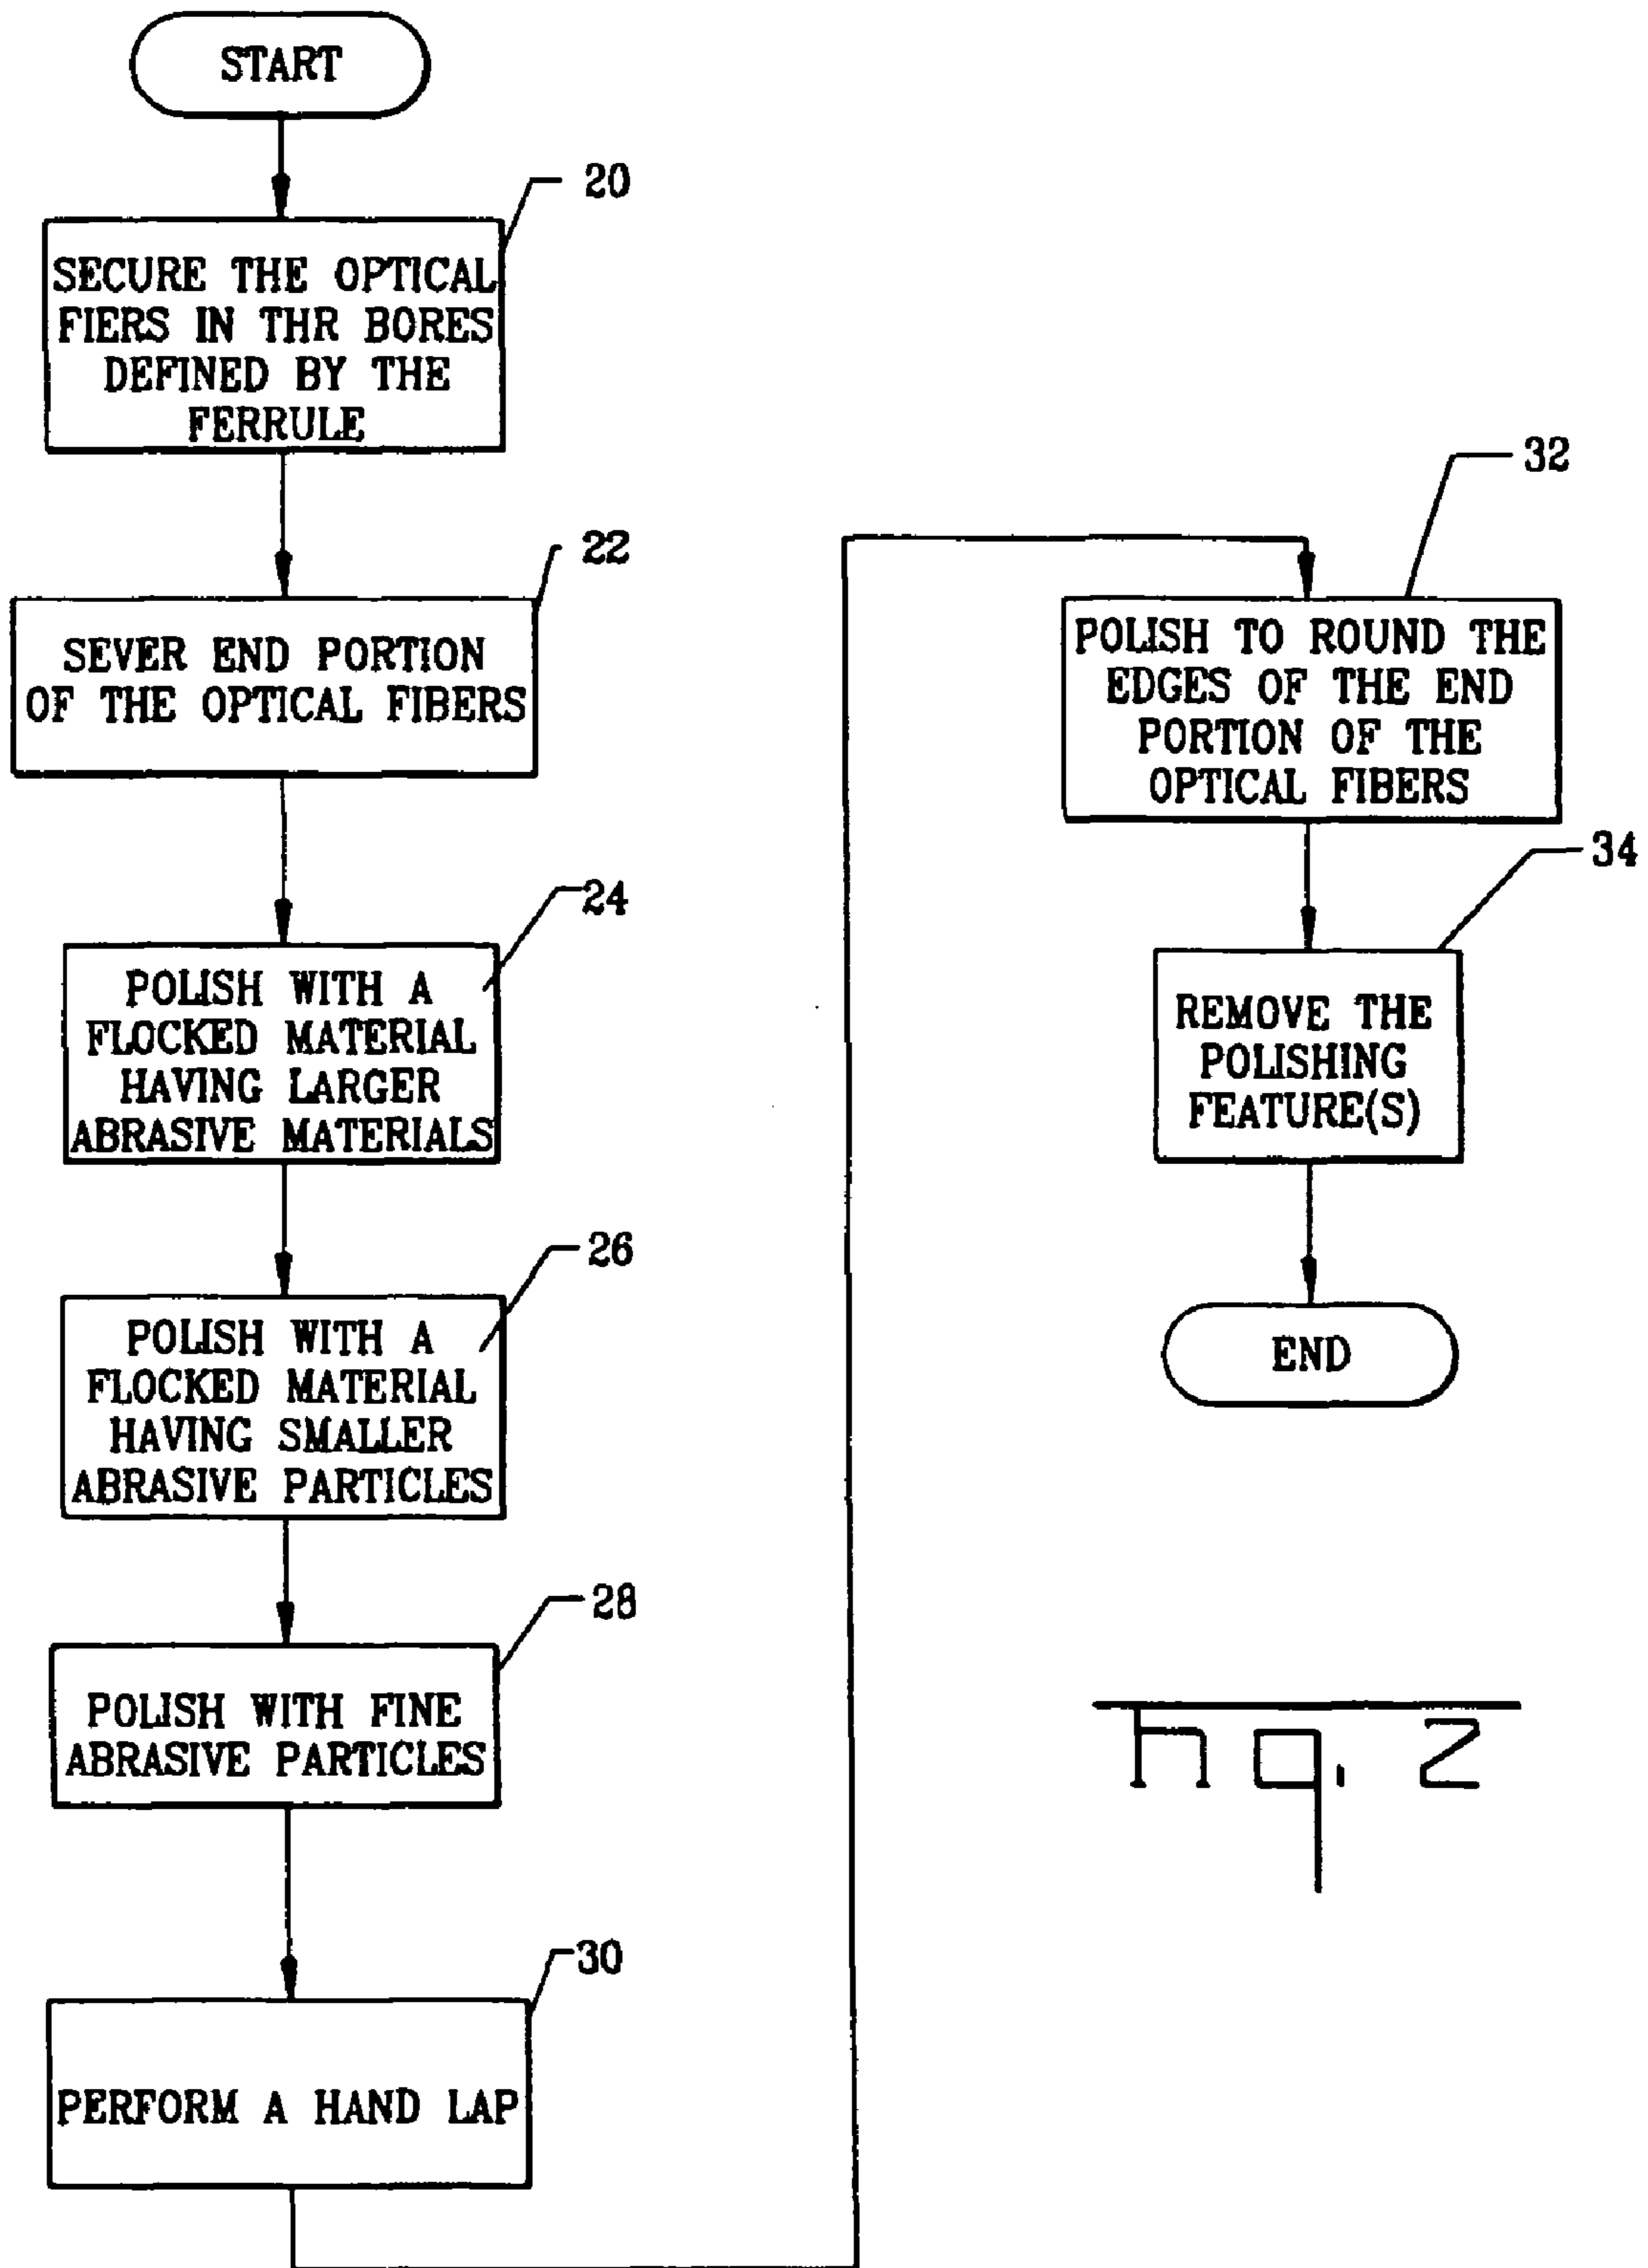 START
20
SECURE THE OPTICAL
FIERS IN THR BORES
DEFINED BY THE
FERRULE
22
SEVER END PORTION
OF THE OPTICAL FIBERS
24
POLISH WITH A
FLOCKED MATERIAL
HAVING LARGER
ABRASIVE MATERIALS
26
POLISH WITH A
FLOCKED MATERIAL
HAVING SMALLER
ABRASIVE PARTICLES
28
POLISH WITH FINE
ABRASIVE PARTICLES
30
PERFORM A HAND LAP
32
POLISH TO ROUND THE
EDGES OF THE END
PORTION OF THE
OPTICAL FIBERS
34
REMOVE THE
POLISHING
FEATURE(S)
END
Fig. 2